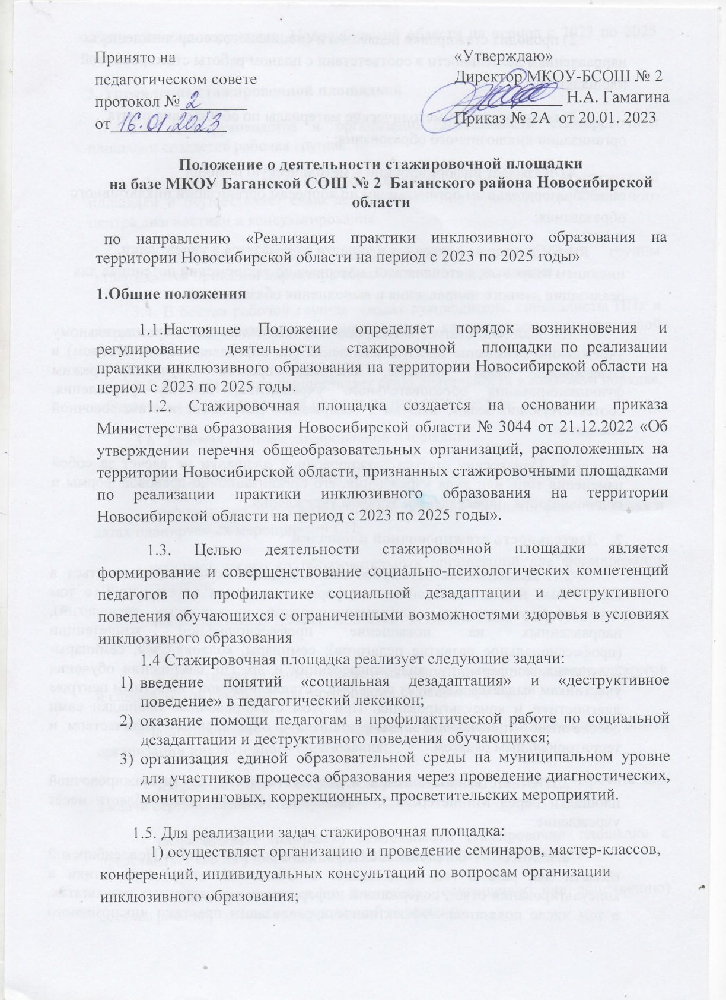 Принято на
педагогическом совете
протокол № 2
от 16.01.2023
«Утверждаю»
Директор МКОУ-БСОШ № 2
Н.А. Гамагина
Приказ № 2А от 20.01. 2023
Положение о деятельности стажировочной площадки
на базе МКОУ Баганской СОШ № 2 Баганского района Новосибирской
области
по направлению «Реализация практики инклюзивного образования на
территории Новосибирской области на период с 2023 по 2025 годы»
1.Общие положения
1.1.Настоящее Положение определяет порядок возникновения и
регулирование деятельности стажировочной площадки по реализации
практики инклюзивного образования на территории Новосибирской области на
период с 2023 по 2025 годы.
1.2. Стажировочная площадка создается на основании приказа
Министерства образования Новосибирской области № 3044 от 21.12.2022 «Об
утверждении перечня общеобразовательных организаций, расположенных на
территории Новосибирской области, признанных стажировочными площадками
по реализации практики инклюзивного образования на территории
Новосибирской области на период с 2023 по 2025 годы».
1.3. Целью деятельности стажировочной площадки является
формирование и совершенствование социально-психологических компетенций
педагогов по профилактике социальной дезадаптации и деструктивного
поведения обучающихся с ограниченными возможностями здоровья в условиях
инклюзивного образования
1.4 Стажировочная площадка реализует следующие задачи:
1) введение понятий «социальная дезадаптация» и «деструктивное
поведение» в педагогический лексикон;
2) оказание помощи педагогам в профилактической работе по социальной
дезадаптации и деструктивного поведения обучающихся;
3) организация единой образовательной среды на муниципальном уровне
для участников процесса образования через проведение диагностических,
мониторинговых, коррекционных, просветительских мероприятий.
1.5. Для реализации задач стажировочная площадка:
1) осуществляет организацию и проведение семинаров, мастер-классов,
конференций, индивидуальных консультаций по вопросам организации
инклюзивного образования;